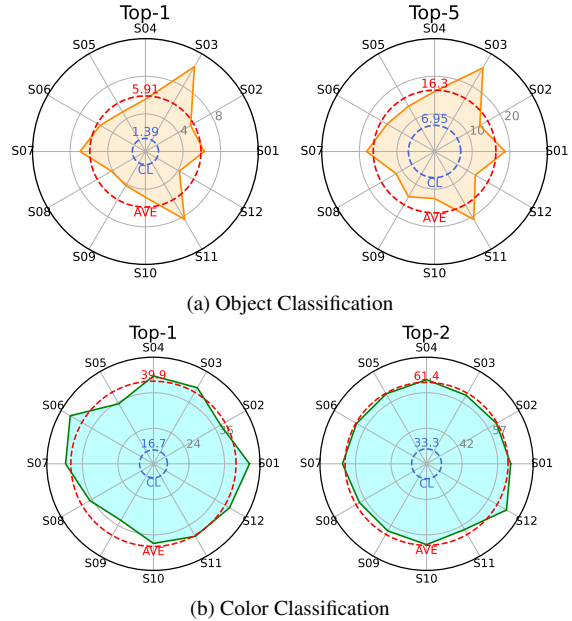 Top-1 Top-5
S04 S04
S05 S03 S05 S03
5.91 16.3
S06 S02 S06 S02
8 20
1.39 4 6.95 10
S07 S01 S07 S01
CL CL
S08 AVE S12 S08 AVE S12
S09 S11 S09 S11
S10 S10
(a) Object Classification
Top-1 Top-2
S04 S04
S05 S03 S05 S03
39.9 61.4
S06 S02 S06 S02
36 57
16.7 24 33.3 42
S07 S01 S07 S01
CL CL
S08 S12 S08 S12
AVE AVE
S09 S11 S09 S11
S10 S10
(b) Color Classification